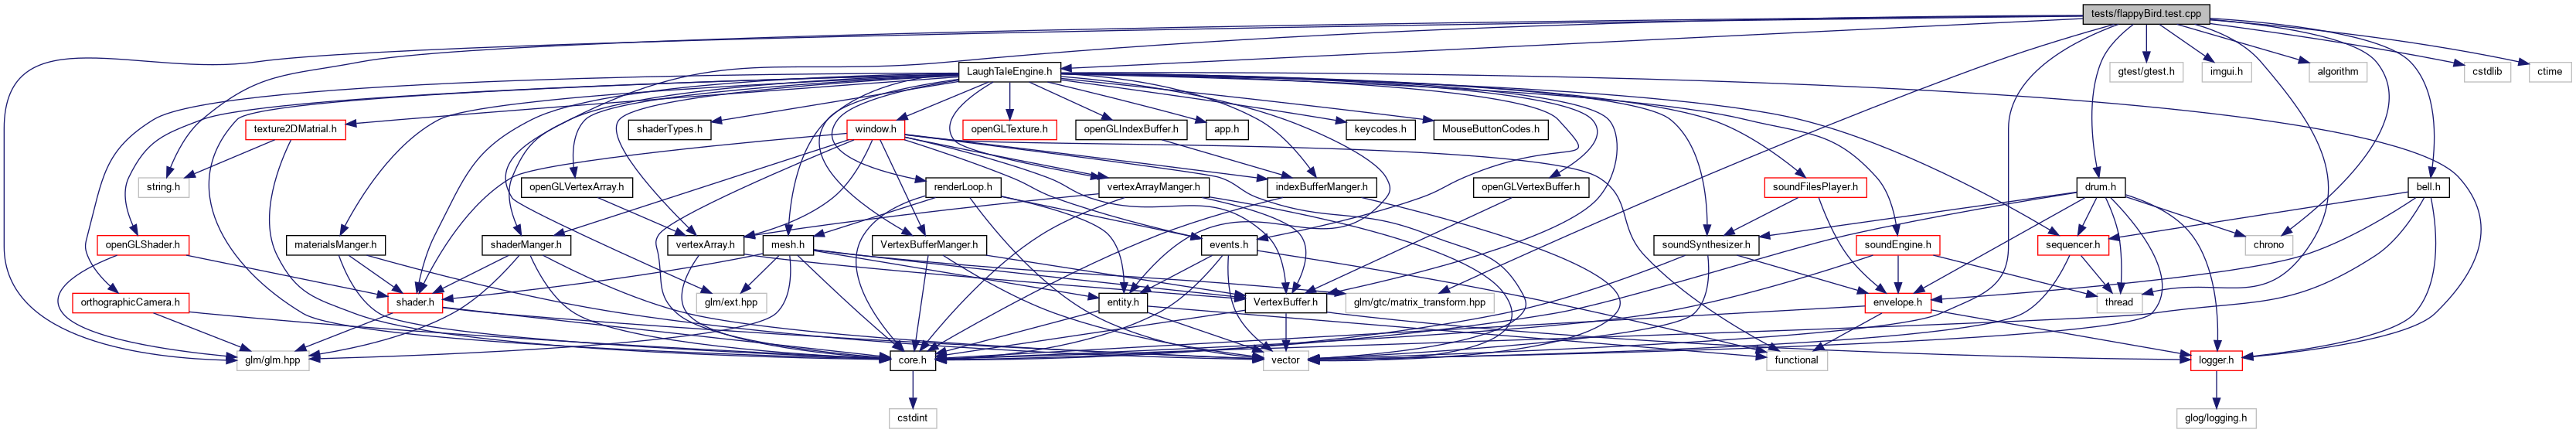 tests/flappyBird.test.cpp
LaughTaleEngine.h
gtest/gtest.h
imgui.h
algorithm
cstdlib
ctime
texture2DMatrial.h
shaderTypes.h
window.h
openGLTexture.h
openGLIndexBuffer.h
app.h
keycodes.h
MouseButtonCodes.h
string.h
openGLVertexArray.h
renderLoop.h
vertexArrayManger.h
indexBufferManger.h
openGLVertexBuffer.h
soundFilesPlayer.h
drum.h
bell.h
openGLShader.h
materialsManger.h
shaderManger.h
vertexArray.h
mesh.h
VertexBufferManger.h
events.h
soundSynthesizer.h
soundEngine.h
sequencer.h
chrono
orthographicCamera.h
shader.h
glm/ext.hpp
entity.h
VertexBuffer.h
glm/gtc/matrix_transform.hpp
envelope.h
thread
glm/glm.hpp
core.h
vector
functional
logger.h
cstdint
glog/logging.h